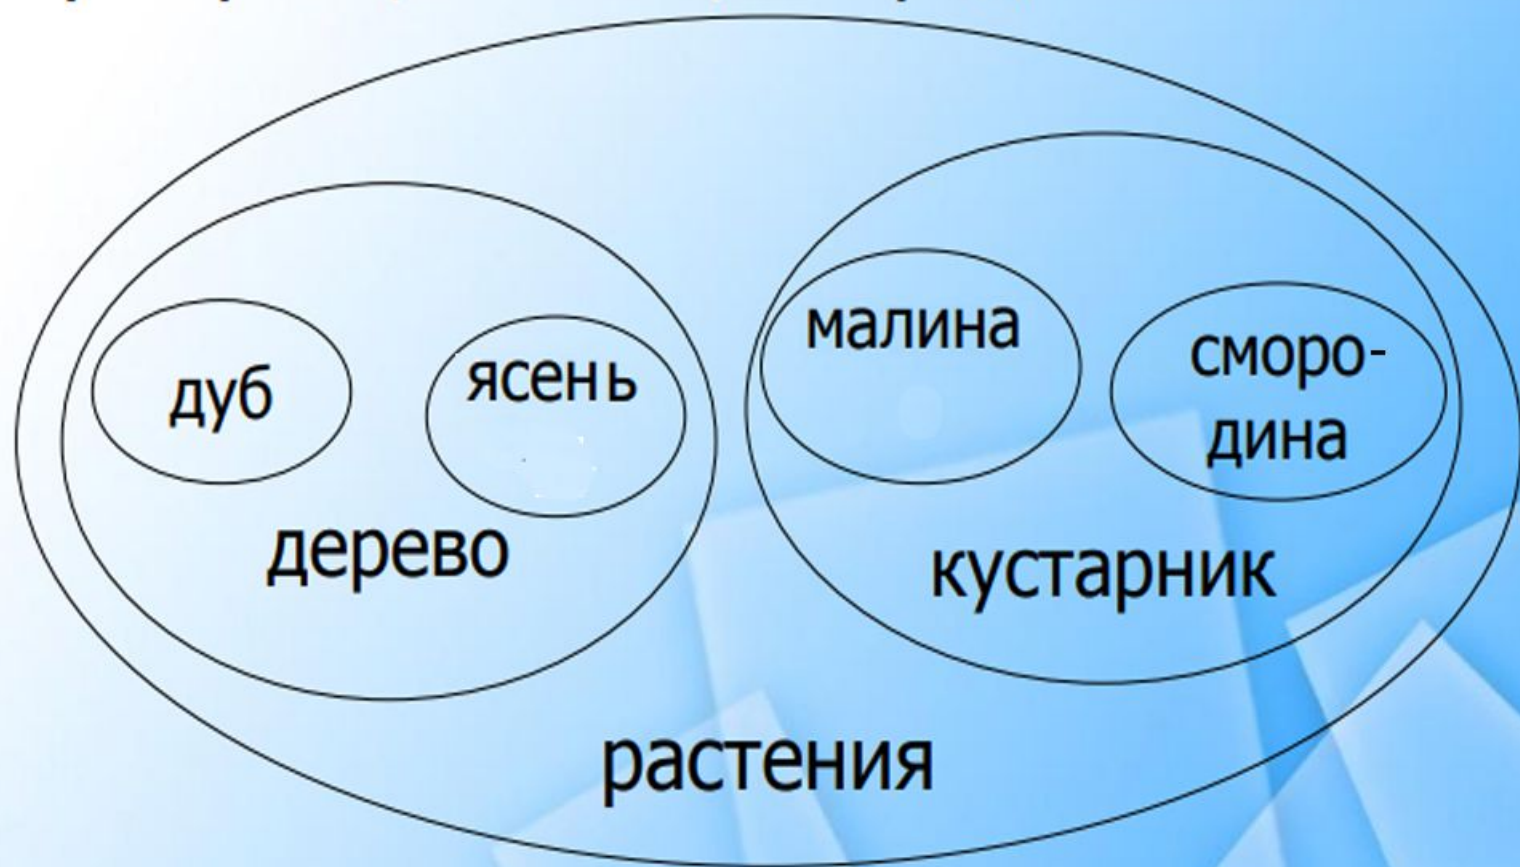 дуб
ясень
малина
сморо-
дина
дерево
кустарник
растения